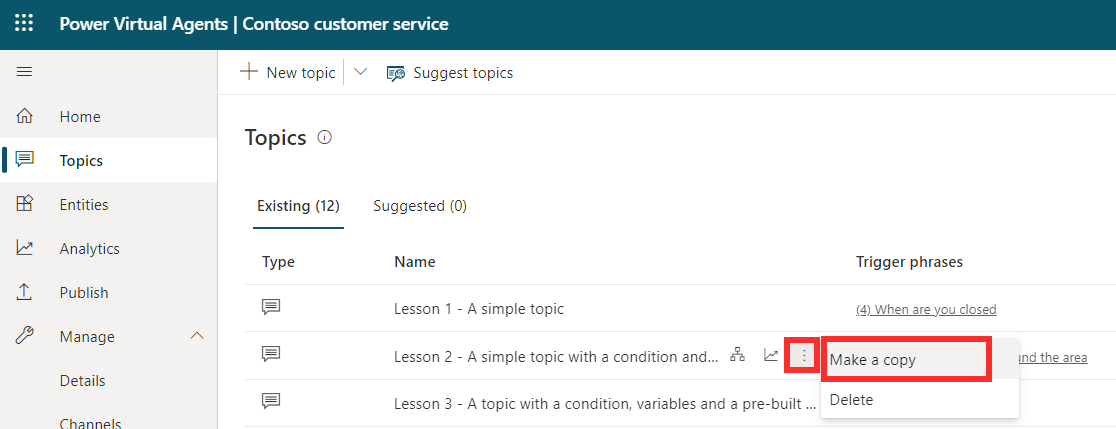 Power Virtual Agents | Contoso customer service
New topic
Suggest topics
Home
Topics
Entities
Analytics
Publish
Manage
Details
Channels
Topics
Existing (12)
Suggested (0)
Type
Name
Trigger phrases
Lesson 1 - A simple topic
(4) When are you closed
Lesson 2 - A simple topic with a condition and...
Make a copy
the area
Lesson 3 - A topic with a condition, variables and a pre-built ...
Delete